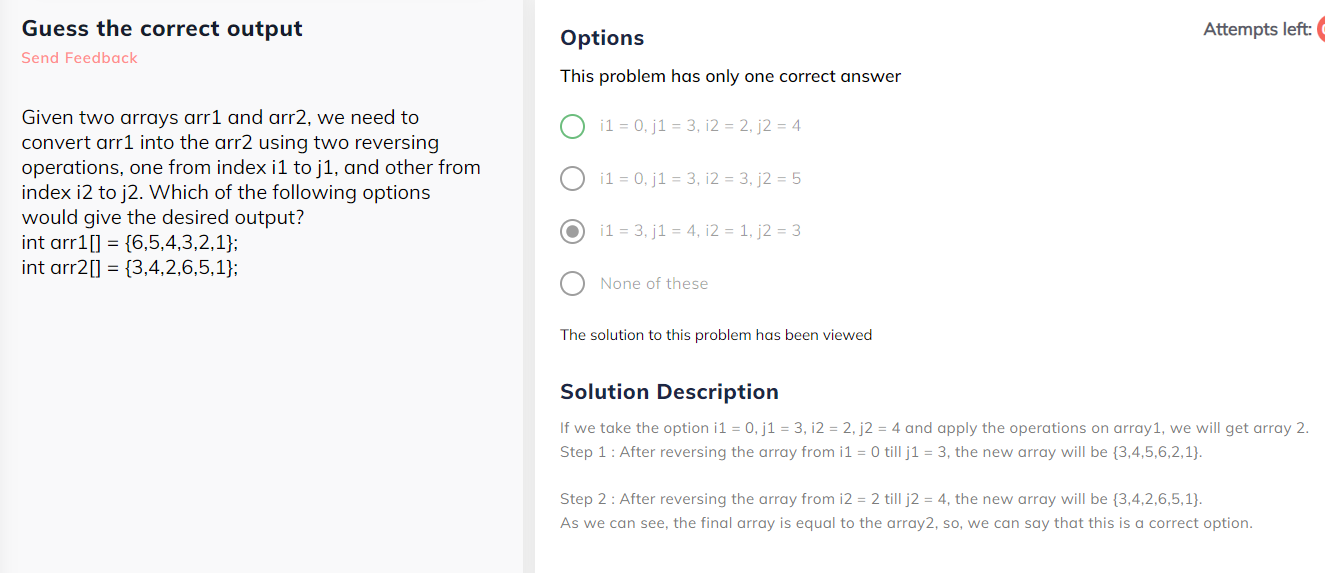 Guess the correct output
Send Feedback
Given two arrays arr1 and arr2, we need to
convert arr1 into the arr2 using two reversing
operations, one from index i1 to j1, and other from
index i2 to j2. Which of the following options
would give the desired output?
int arr1[] = {6,5,4,3,2,1};
int arr2[] = {3,4,2,6,5,1};
Attempts left:
Options
This problem has only one correct answer
i1 = 0, j1 = 3, i2 = 2, j2 = 4
i1 = 0, j1 = 3, i2 = 3, j2 = 5
i1 = 3, j1 = 4, i2 = 1, j2 = 3
None of these
The solution to this problem has been viewed
Solution Description
If we take the option i1 = 0, j1 = 3, i2 = 2, j2 = 4 and apply the operations on array1, we will get array 2.
Step 1 : After reversing the array from i1 = 0 till j1 = 3, the new array will be {3,4,5,6,2,1}.
Step 2 : After reversing the array from i2 = 2 till j2 = 4, the new array will be {3,4,2,6,5,1}.
As we can see, the final array is equal to the array2, so, we can say that this is a correct option.